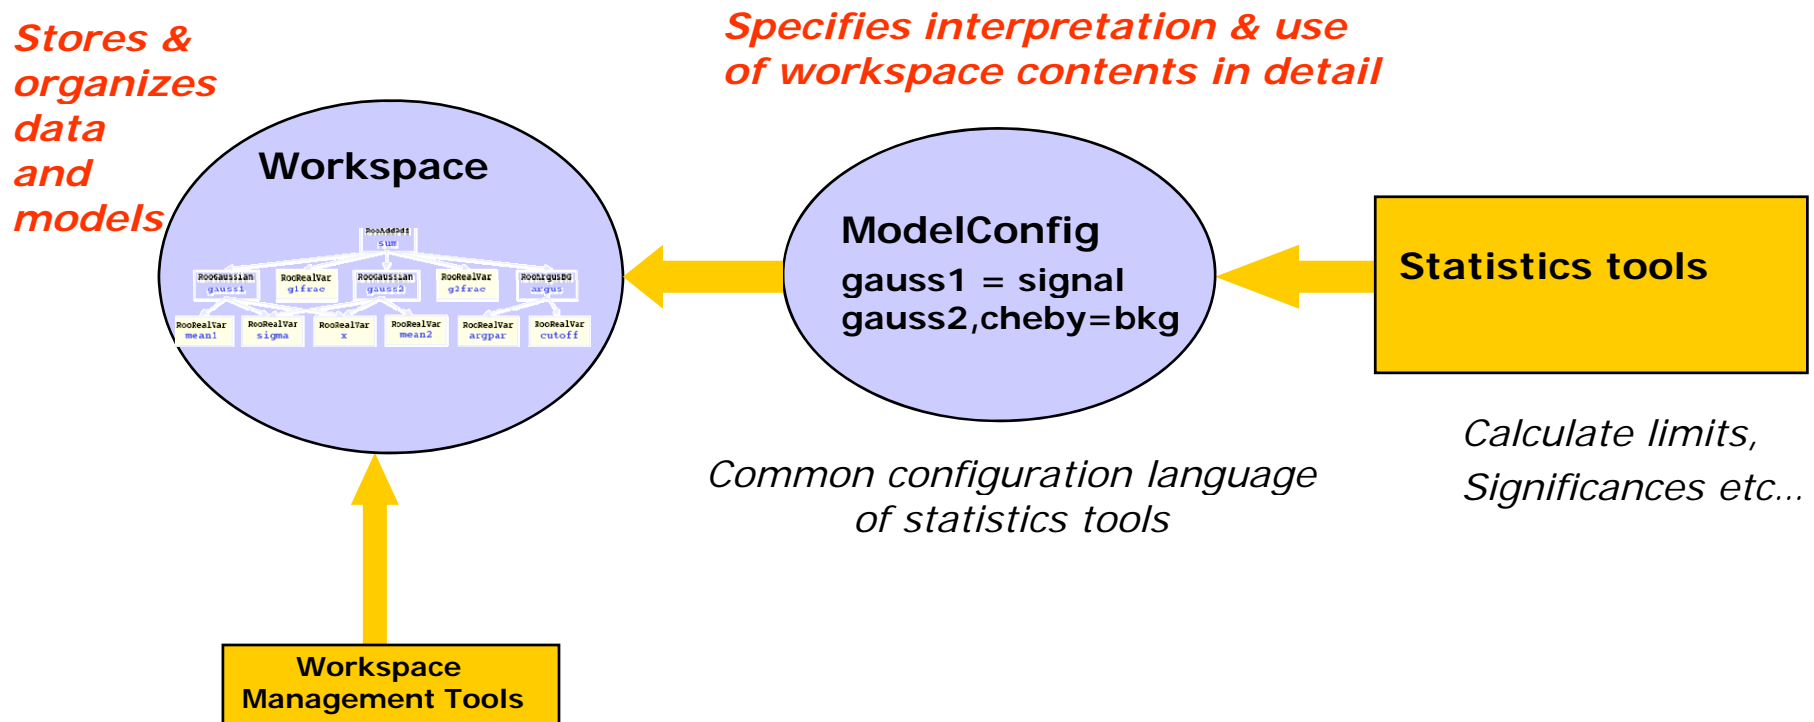 Stores &
organizes
data
and
models
Specifies interpretation & use
of workspace contents in detail
Workspace
RooAddPdf
sum
RooGaussian
gauss1
RooRealVar
g1frac
RooGaussian
gauss2
RooRealVar
g2frac
RooArgusBG
argus
RooRealVar
mean1
RooRealVar
sigma
RooRealVar
x
RooRealVar
mean2
RooRealVar
argpar
RooRealVar
cutoff
ModelConfig
gauss1 = signal
gauss2,cheby=bkg
Statistics tools
Common configuration language
of statistics tools
Calculate limits,
Significances etc...
Workspace
Management Tools